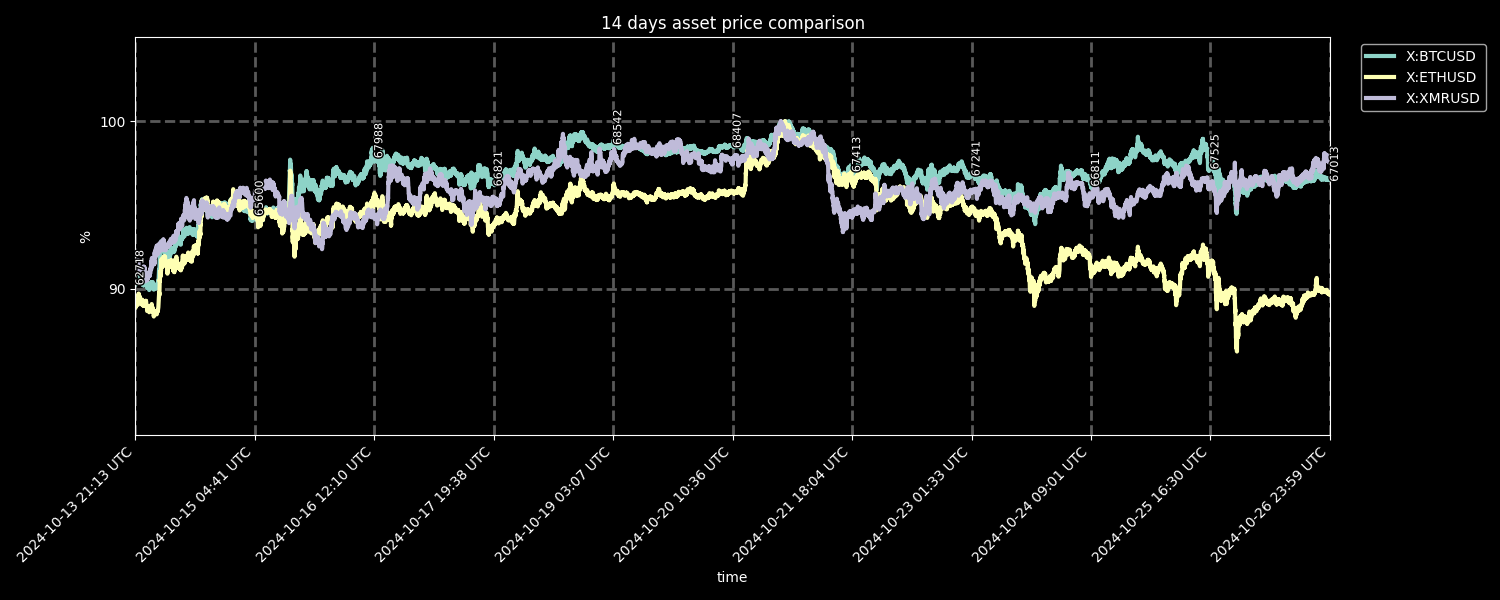 14 days asset price comparison
X:BTCUSD
X:ETHUSD
X:XMRUSD
%
100
90
62718
65600
67988
66821
68542
68407
67413
67241
66811
67525
67013
2024-10-13 21:13 UTC
2024-10-15 04:41 UTC
2024-10-16 12:10 UTC
2024-10-17 19:38 UTC
2024-10-19 03:07 UTC
2024-10-20 10:36 UTC
2024-10-21 18:04 UTC
2024-10-23 01:33 UTC
2024-10-24 09:01 UTC
2024-10-25 16:30 UTC
2024-10-26 23:59 UTC
time